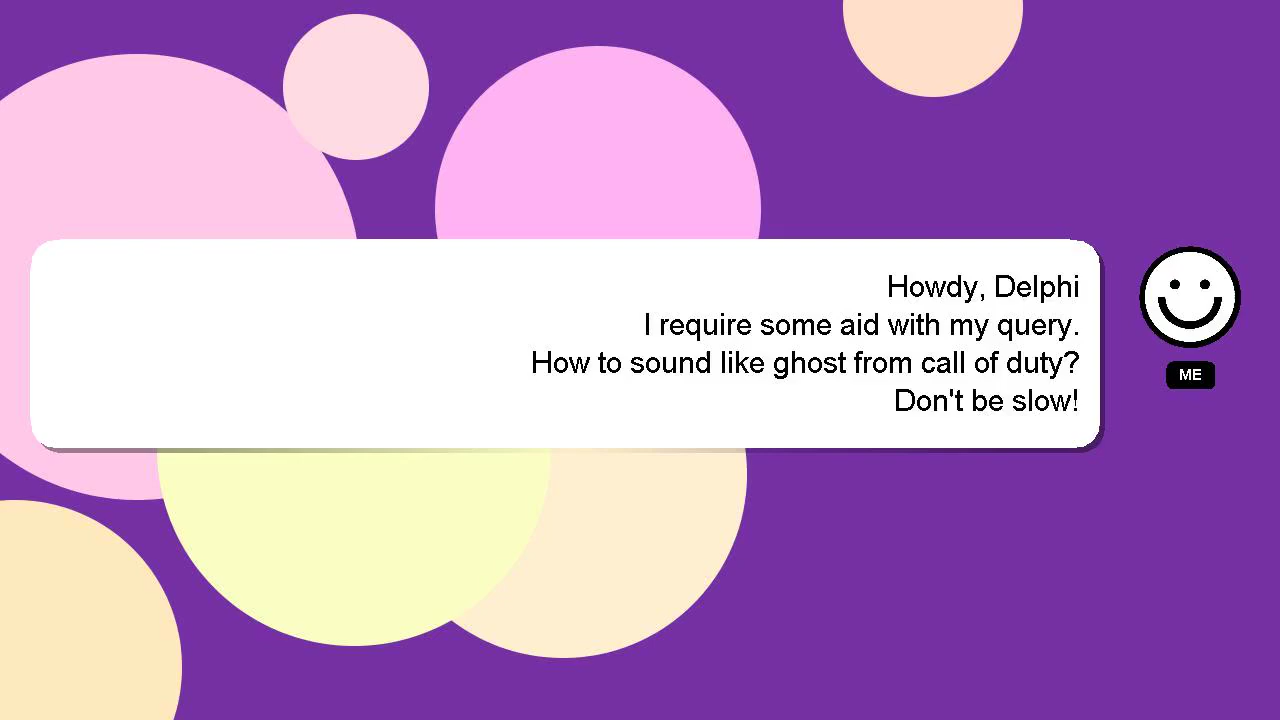 Howdy, Delphi
I require some aid with my query.
How to sound like ghost from call of duty?
Don't be slow!
ME